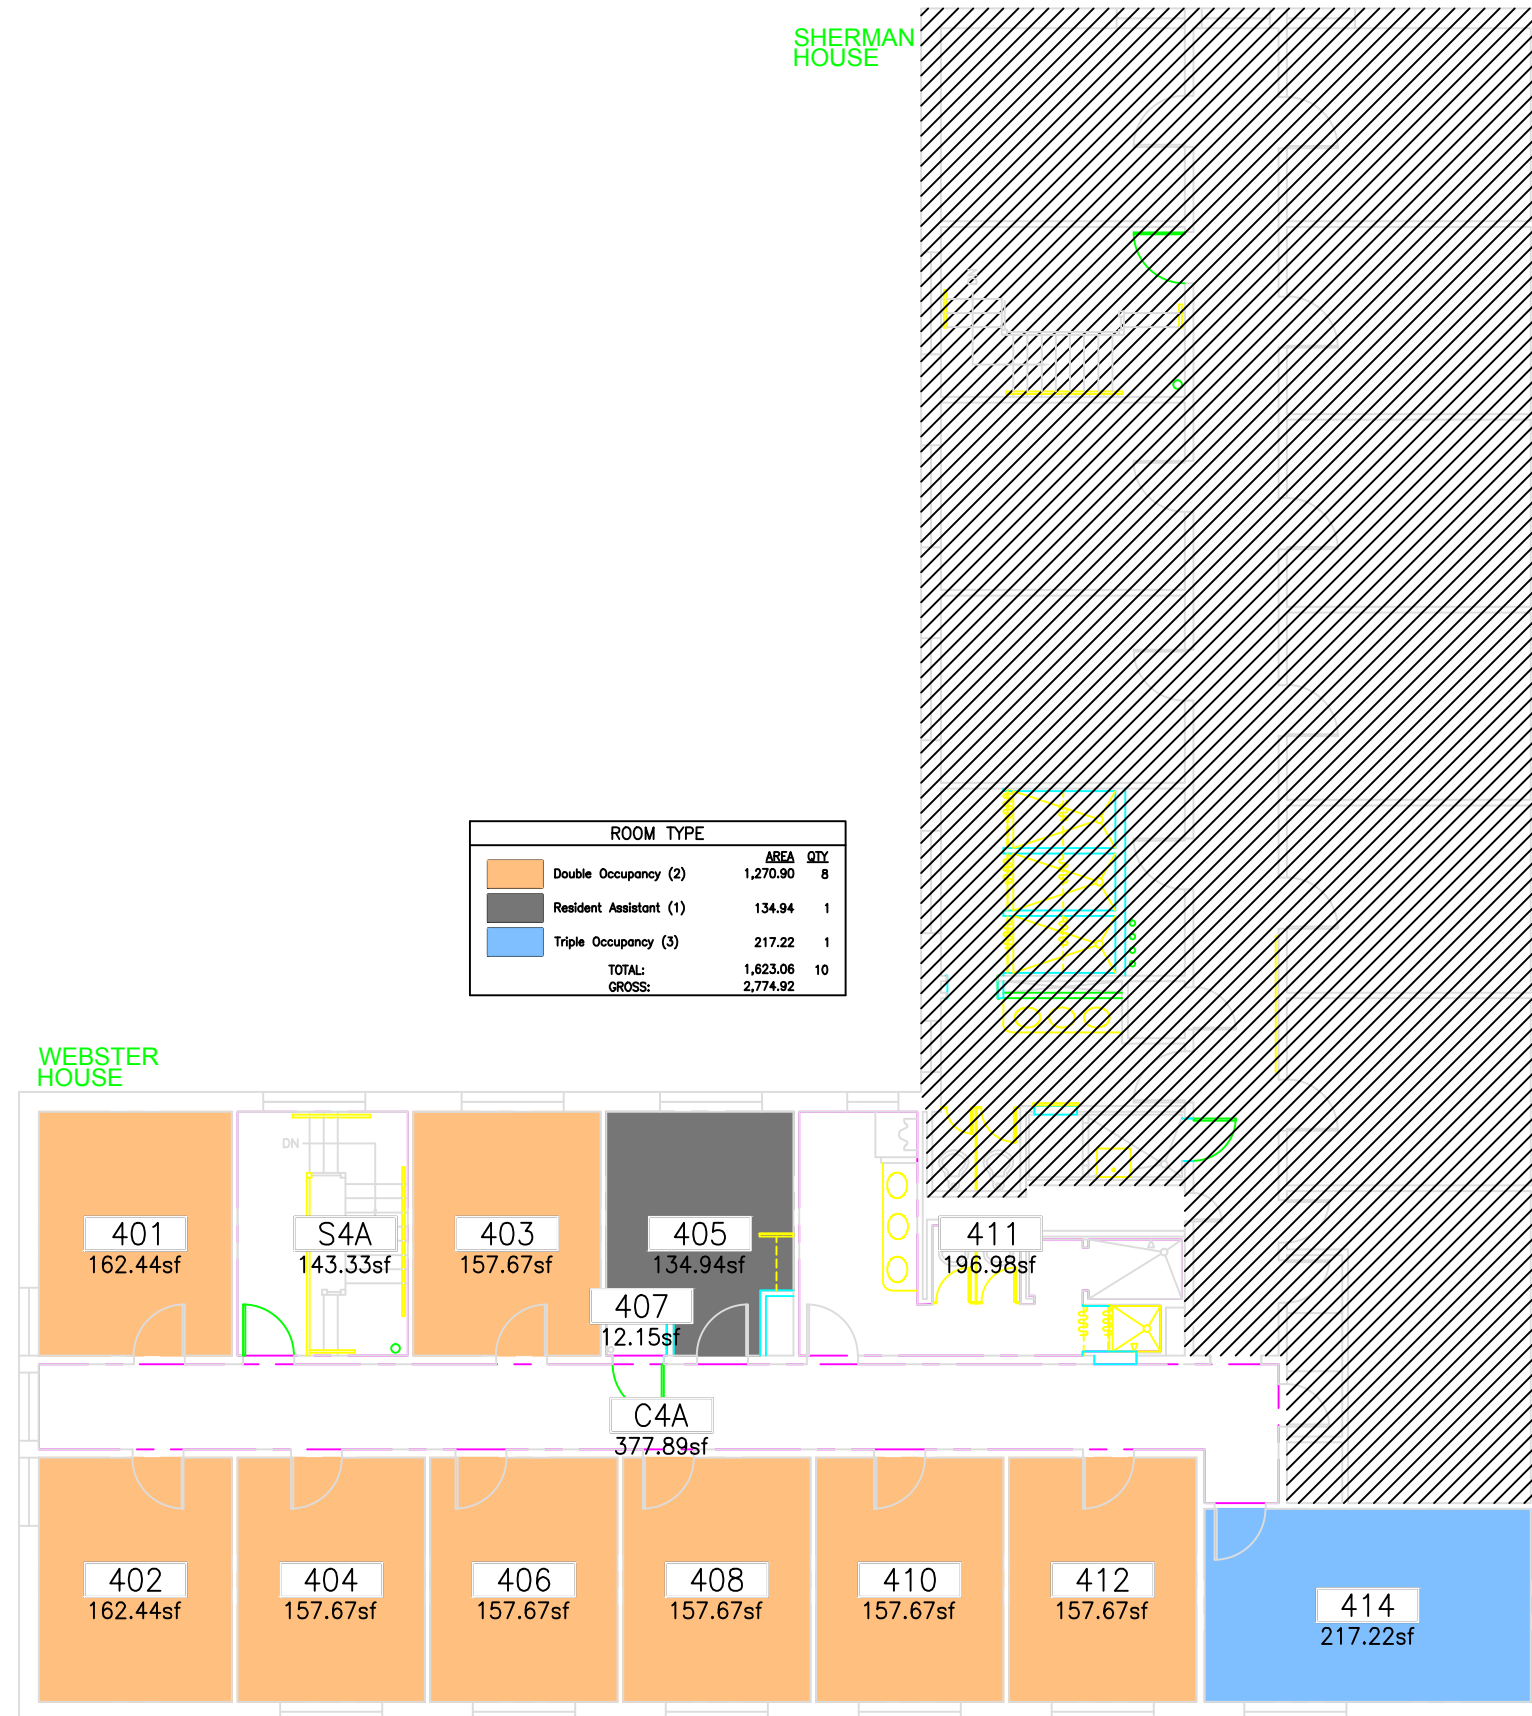 SHERMAN
HOUSE
DN
ROOM TYPE
AREA QTY
Double Occupancy (2) 1,270.90 8
Resident Assistant (1) 134.94 1
Triple Occupancy (3) 217.22 1
TOTAL: 1,623.06 10
GROSS: 2,774.92
WEBSTER
HOUSE
DN
401
162.44sf
S4A
143.33sf
403
157.67sf
405
134.94sf
411
196.98sf
407
12.15sf
C4A
377.89sf
402
162.44sf
404
157.67sf
406
157.67sf
408
157.67sf
410
157.67sf
412
157.67sf
414
217.22sf